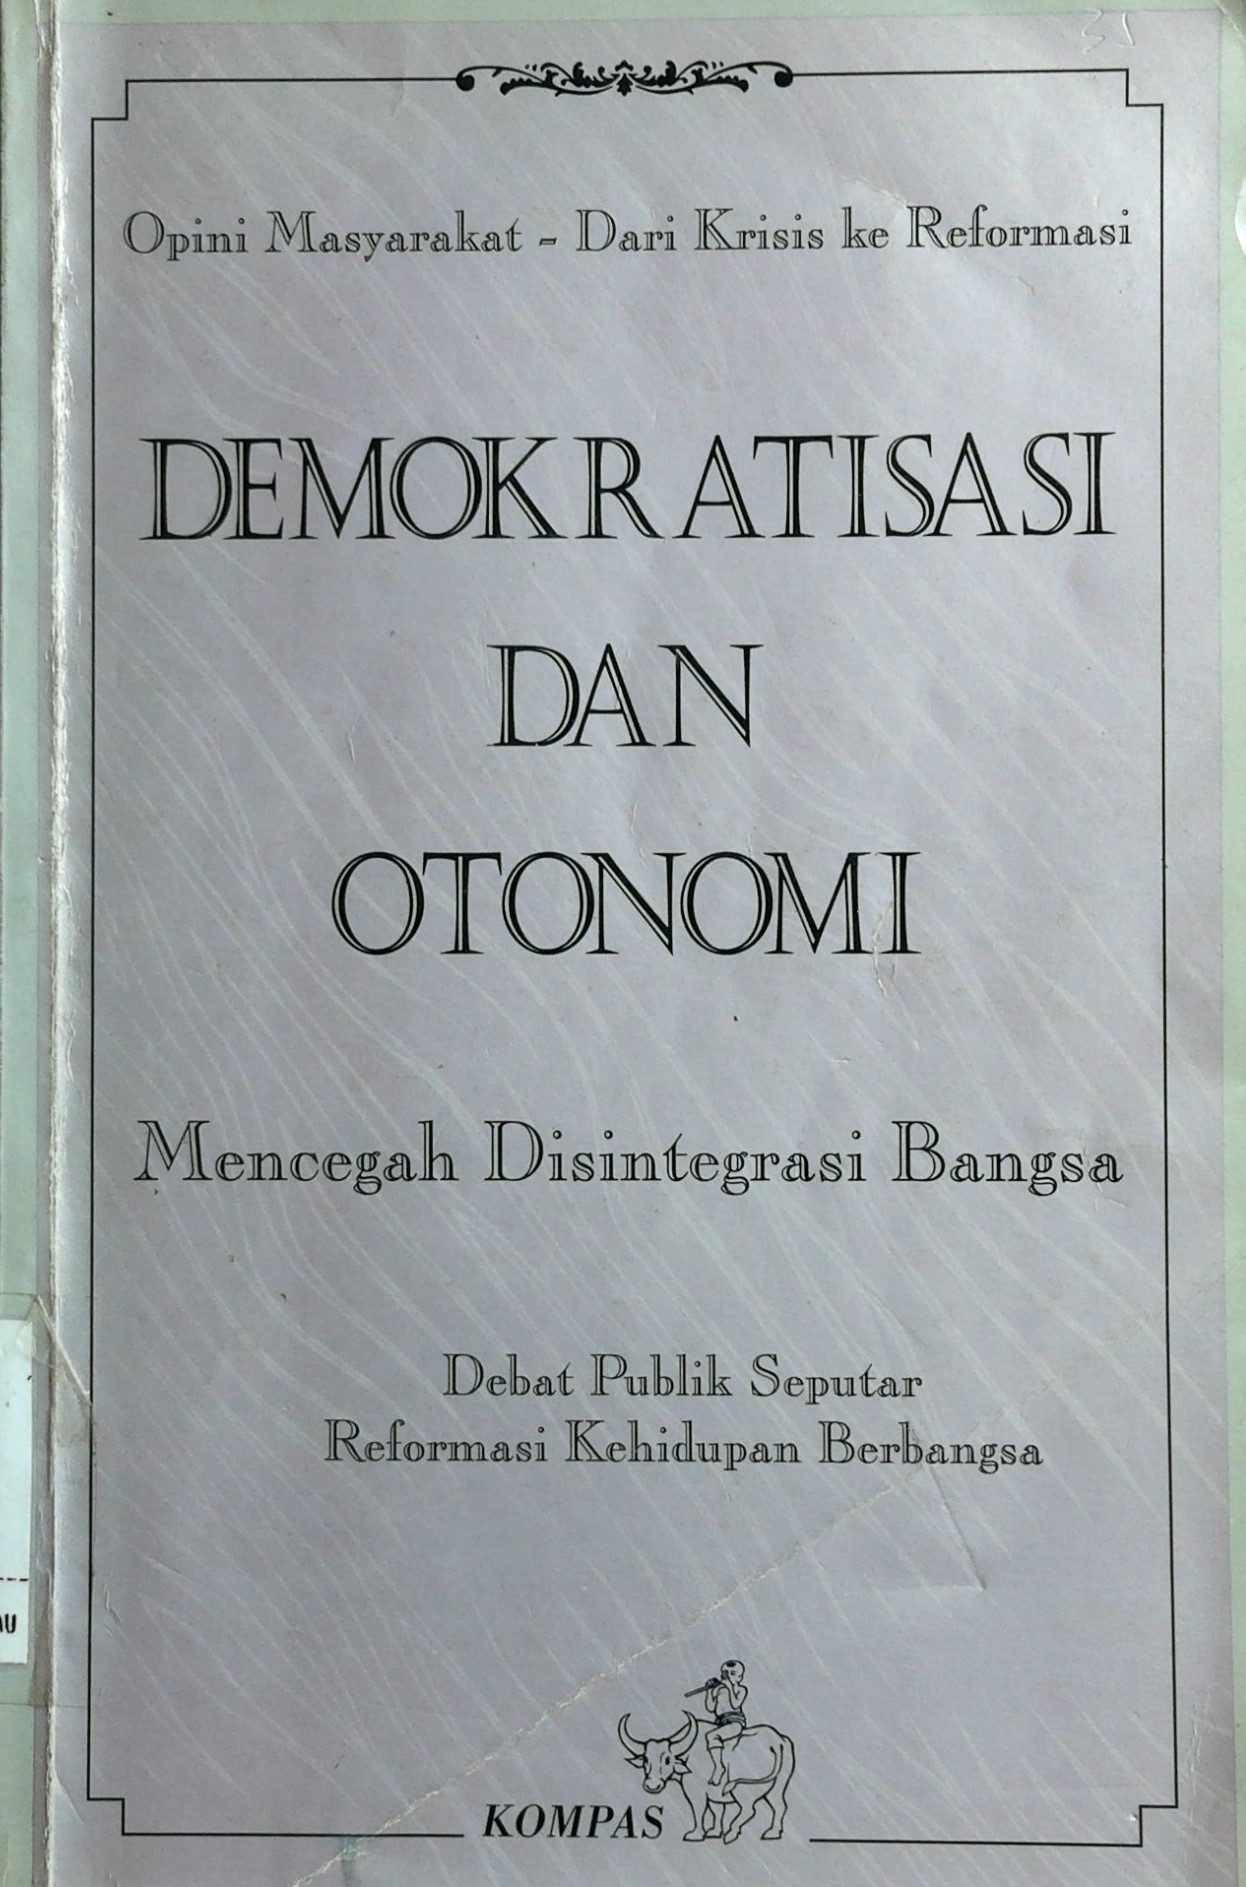 Opini Masyarakat - Dari Krisis ke Reformasi
DEMOKRATISASI
DAN
OTONOMI
Mencegah Disintegrasi Bangsa
Debat Publik Seputar
Reformasi Kehidupan Berbangsa
KOMPAS